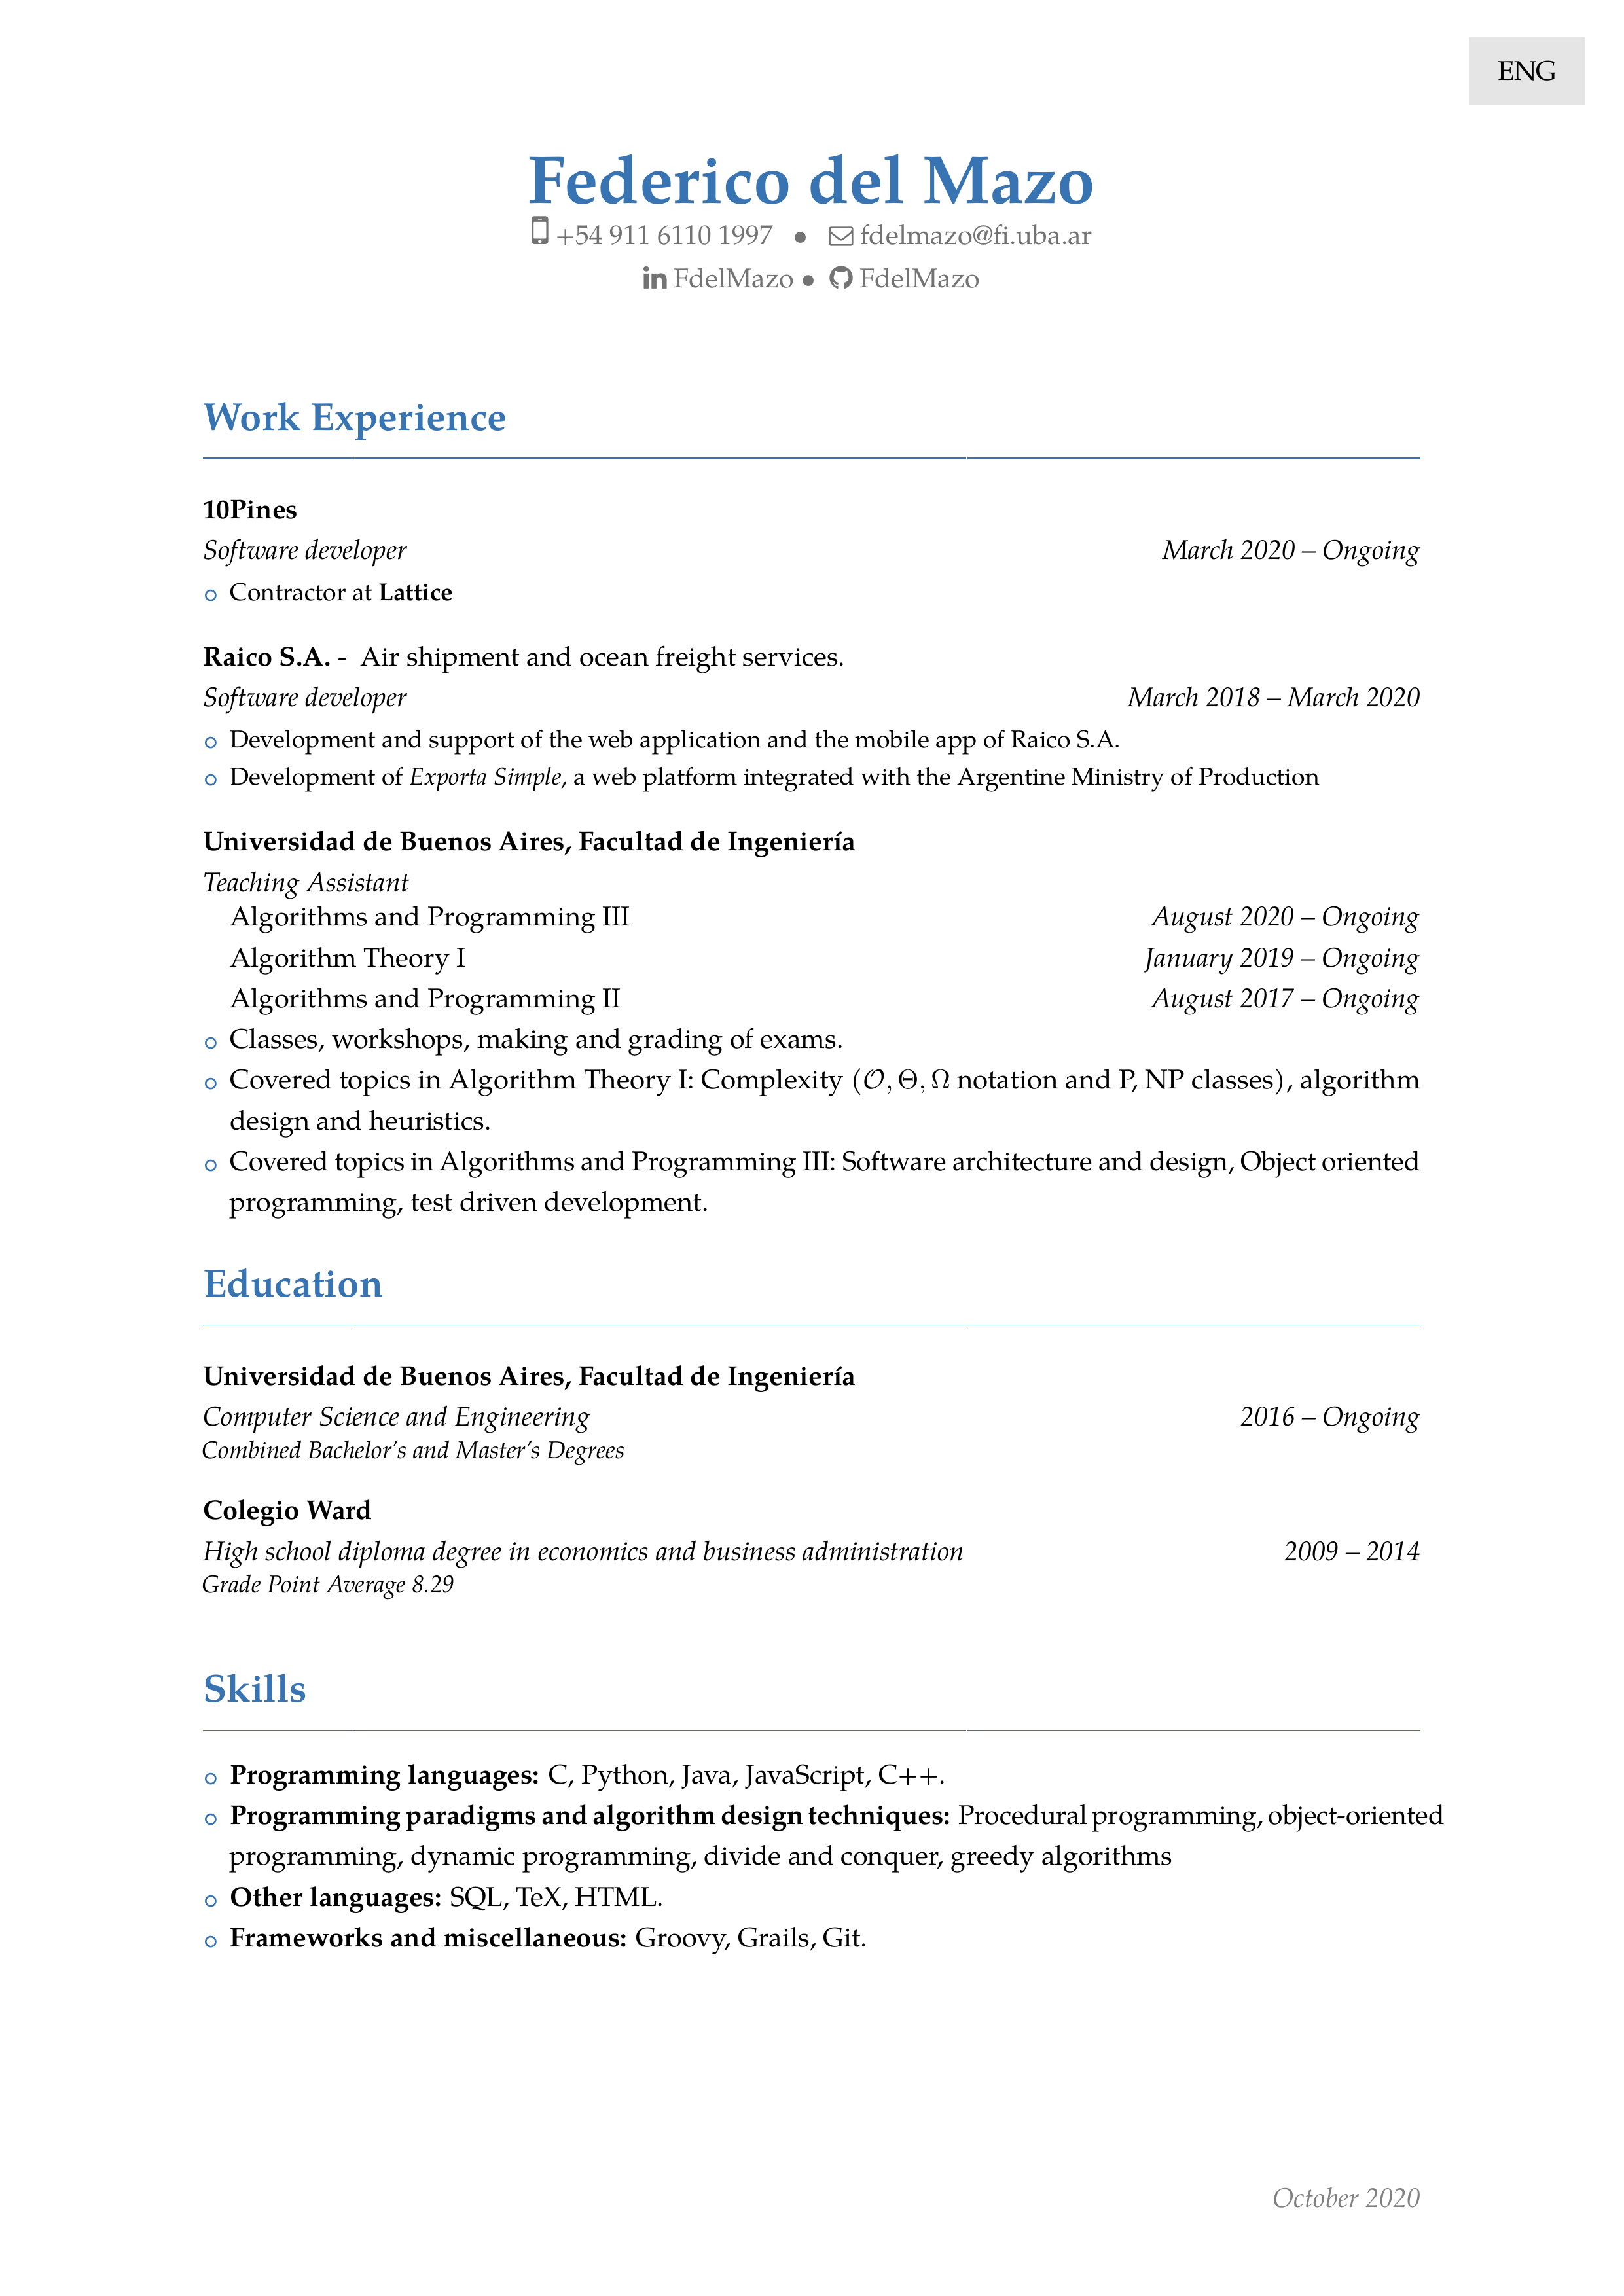 ENG
Federico del Mazo
+54 911 6110 1997 • fdelmazo@fi.uba.ar
in FdelMazo • FdelMazo
Work Experience
10Pines
Software developer March 2020 – Ongoing
Contractor at Lattice
Raico S.A. - Air shipment and ocean freight services.
Software developer March 2018 – March 2020
Development and support of the web application and the mobile app of Raico S.A.
Development of Exporta Simple, a web platform integrated with the Argentine Ministry of Production
Universidad de Buenos Aires, Facultad de Ingeniería
Teaching Assistant
Algorithms and Programming III August 2020 – Ongoing
Algorithm Theory I January 2019 – Ongoing
Algorithms and Programming II August 2017 – Ongoing
Classes, workshops, making and grading of exams.
Covered topics in Algorithm Theory I: Complexity (𝒪, Θ, Ω notation and P, NP classes), algorithm
design and heuristics.
Covered topics in Algorithms and Programming III: Software architecture and design, Object oriented
programming, test driven development.
Education
Universidad de Buenos Aires, Facultad de Ingeniería
Computer Science and Engineering 2016 – Ongoing
Combined Bachelor's and Master's Degrees
Colegio Ward
High school diploma degree in economics and business administration 2009 – 2014
Grade Point Average 8.29
Skills
Programming languages: C, Python, Java, JavaScript, C++.
Programming paradigms and algorithm design techniques: Procedural programming, object-oriented
programming, dynamic programming, divide and conquer, greedy algorithms
Other languages: SQL, TeX, HTML.
Frameworks and miscellaneous: Groovy, Grails, Git.
October 2020